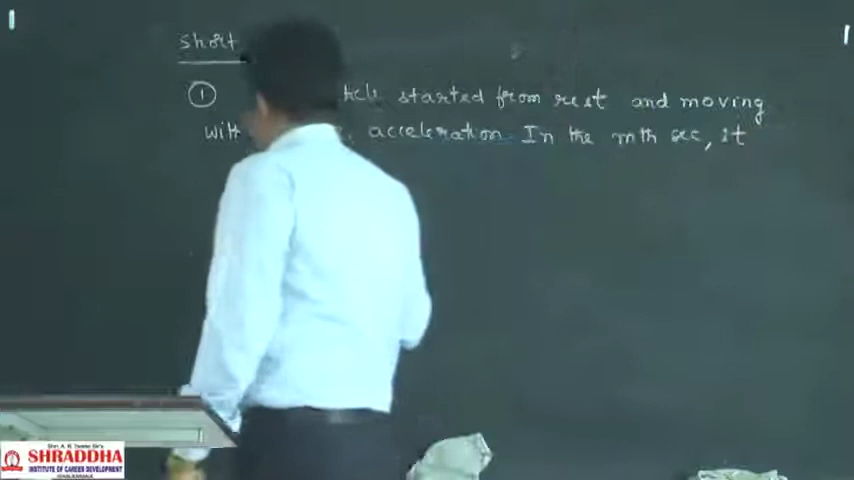 Short
1 started from rest and moving
with acceleration. In the mth sec, it
SHRADDHA
INSTITUTE OF CAREER DEVELOPMENT